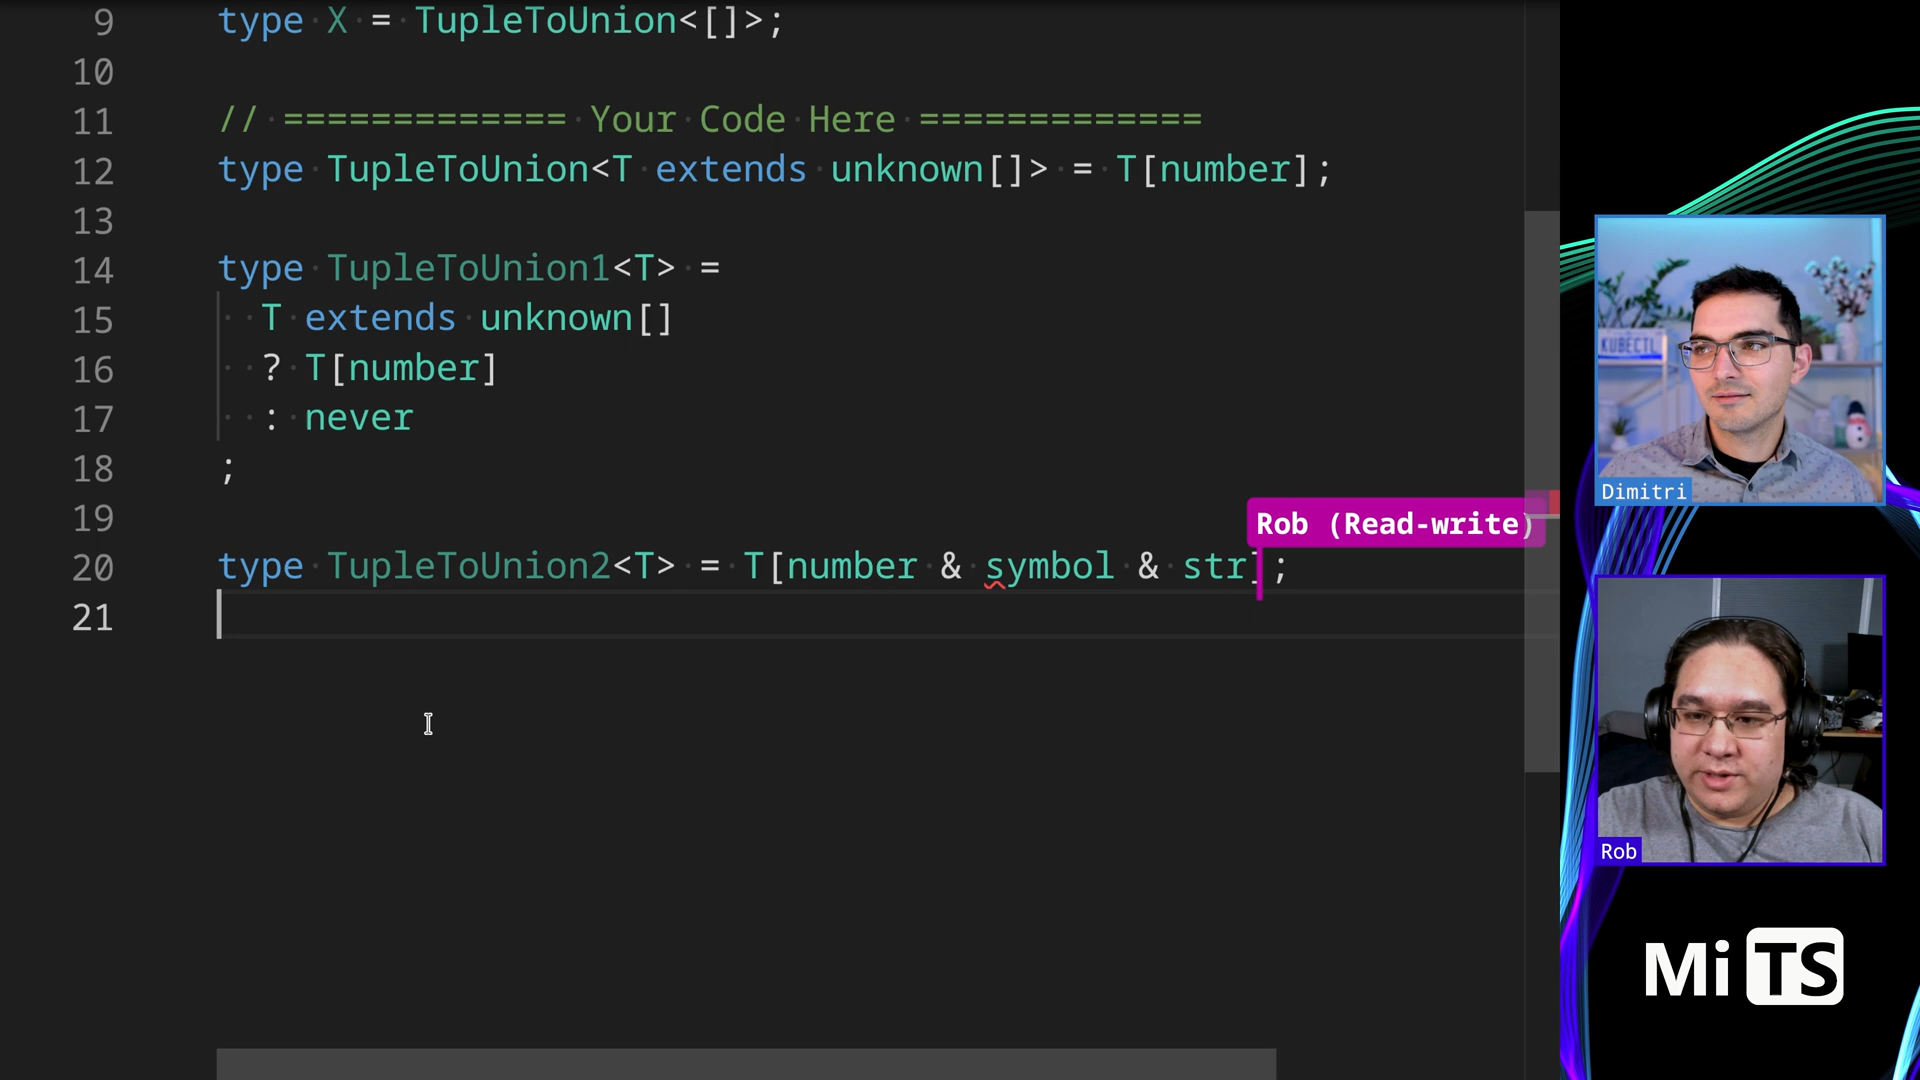 9 type X = TupleToUnion<[]>;
10
11 // ============= Your Code Here =============
12 type TupleToUnion<T extends unknown[]> = T[number];
13
14 type TupleToUnion1<T> =
15 T extends unknown[]
16 ? T[number]
17 : never
18 ;
19
Rob (Read-write)
20 type TupleToUnion2<T> = T[number & symbol & str];
21
KUBECTL
Dimitri
Rob
MiTS